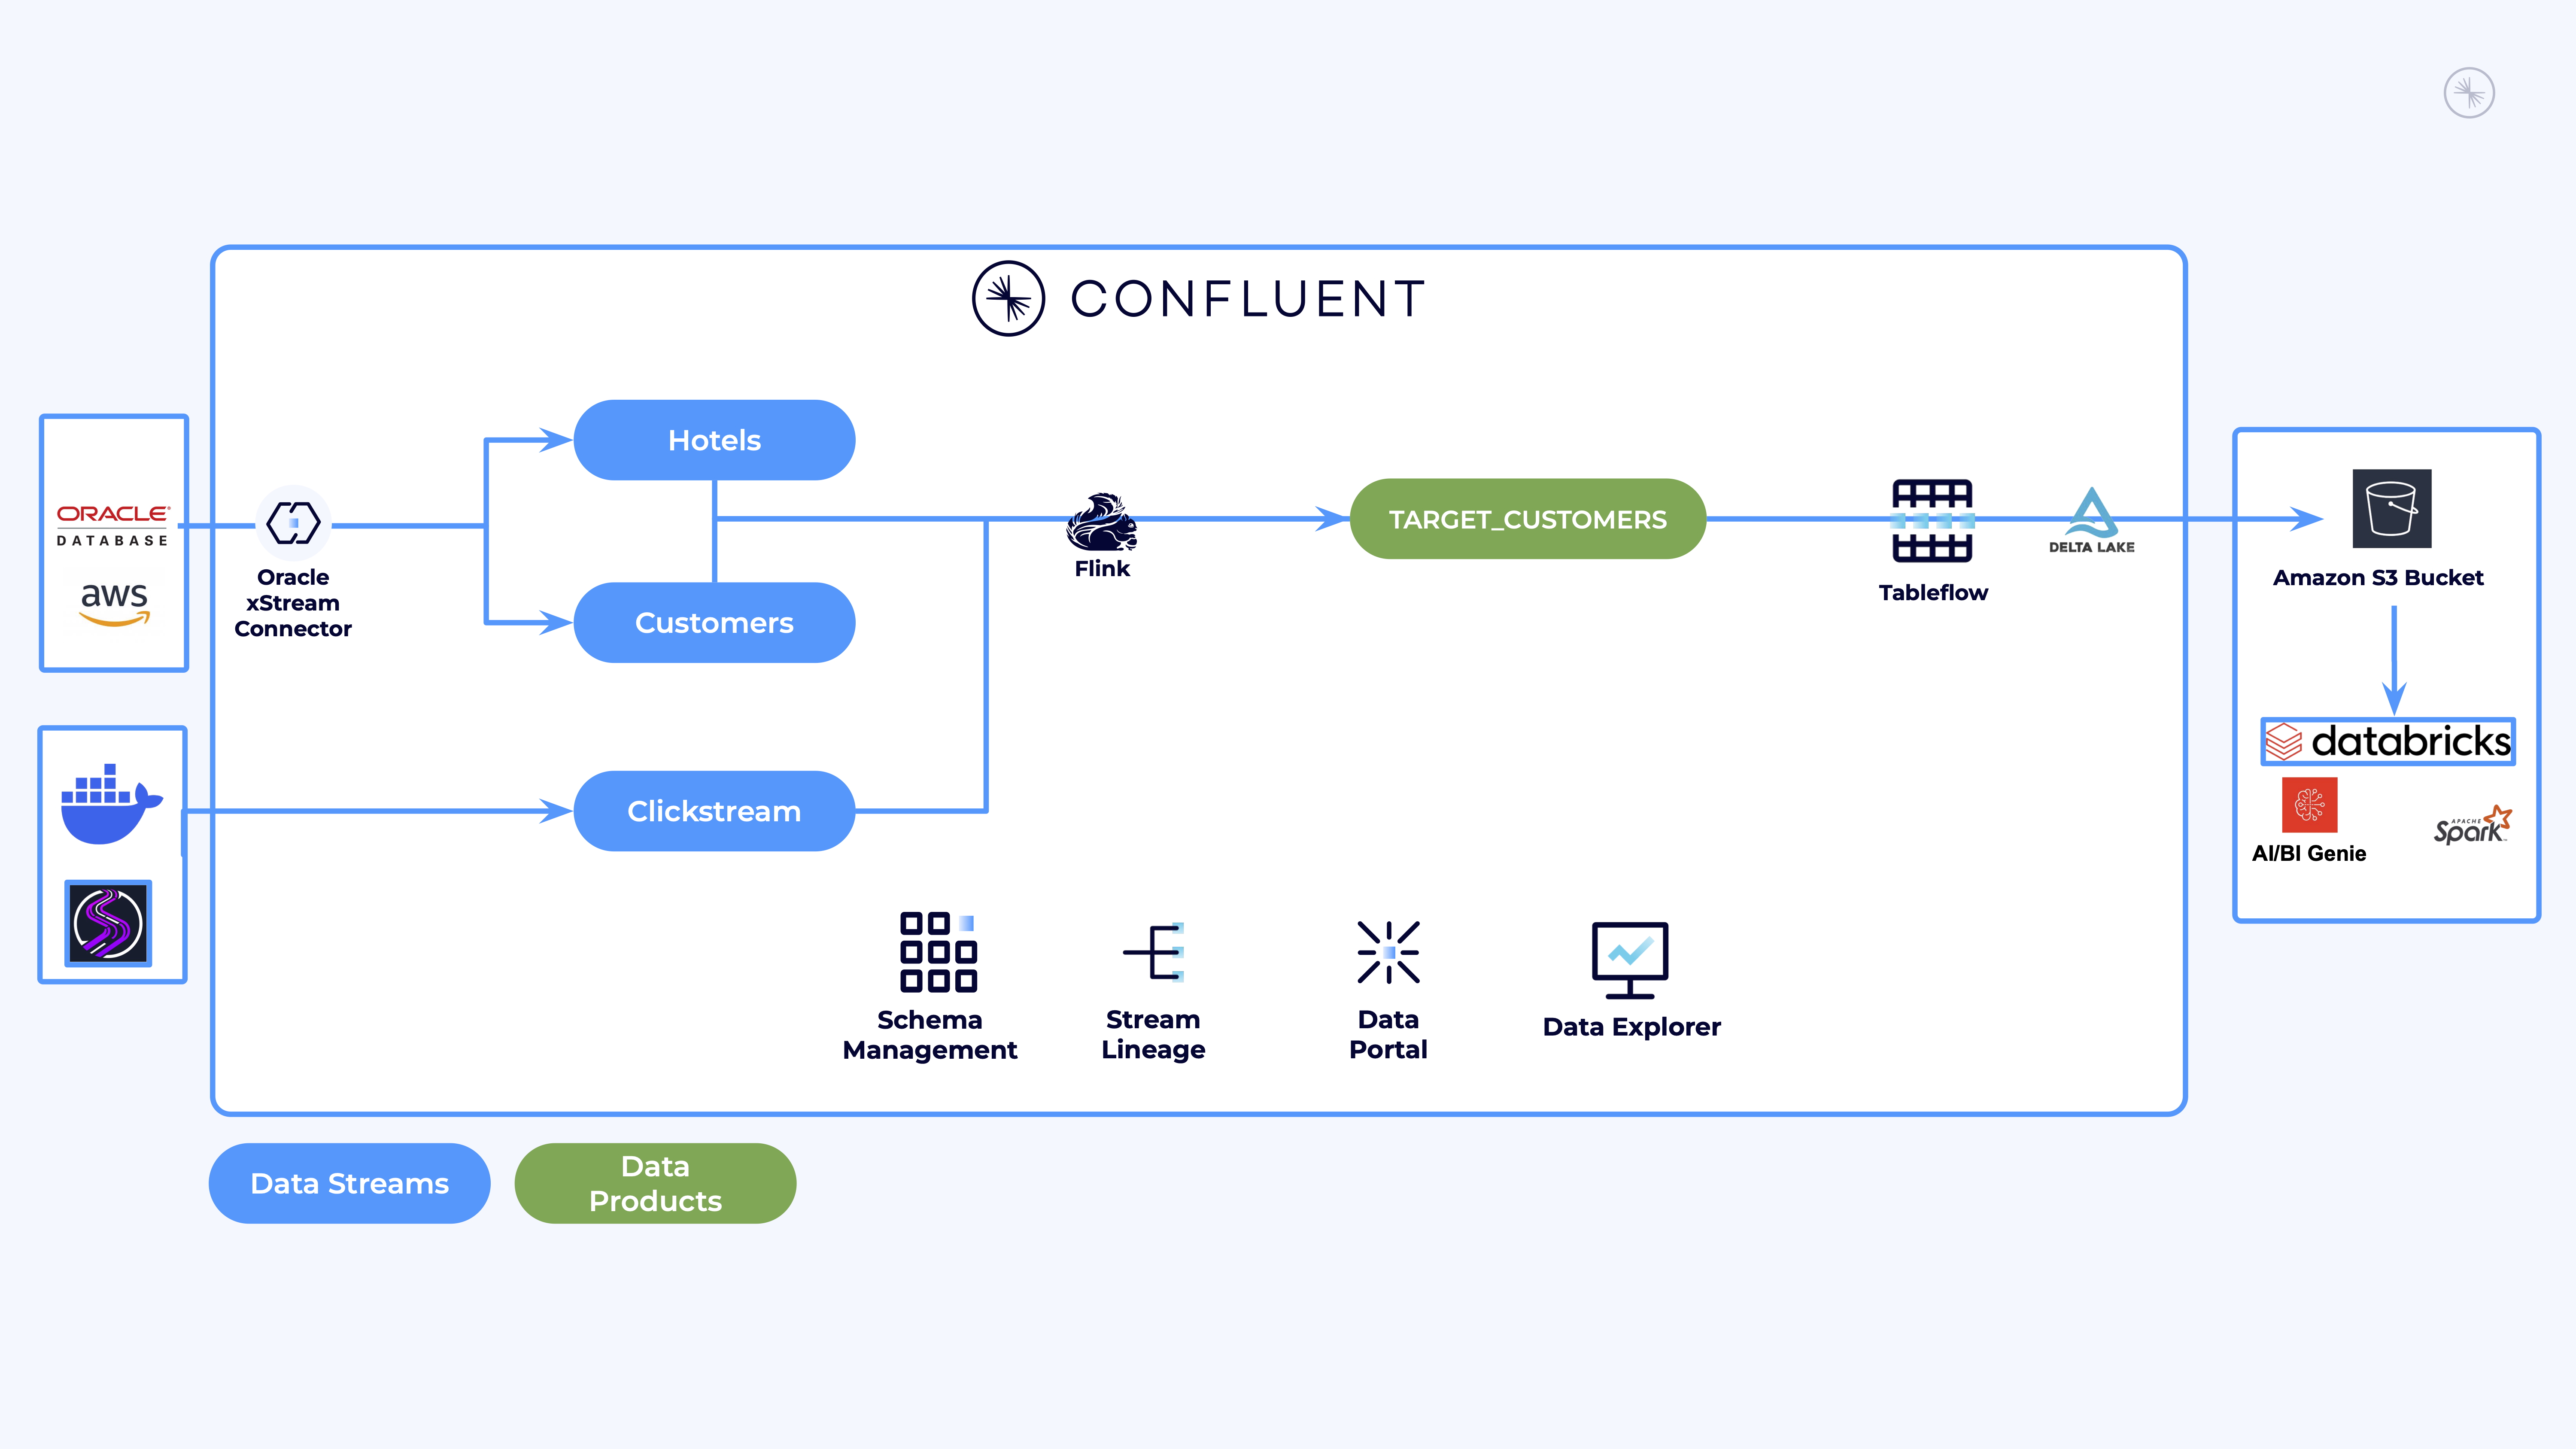 CONFLUENT
ORACLE
DATABASE
aws
Oracle
xStream
Connector
Hotels
Customers
Clickstream
Flink
TARGET_CUSTOMERS
Tableflow
DELTA LAKE
Amazon S3 Bucket
databricks
AI/BI Genie
APACHE
Spark
Schema
Management
Stream
Lineage
Data
Portal
Data Explorer
Data Streams
Data
Products